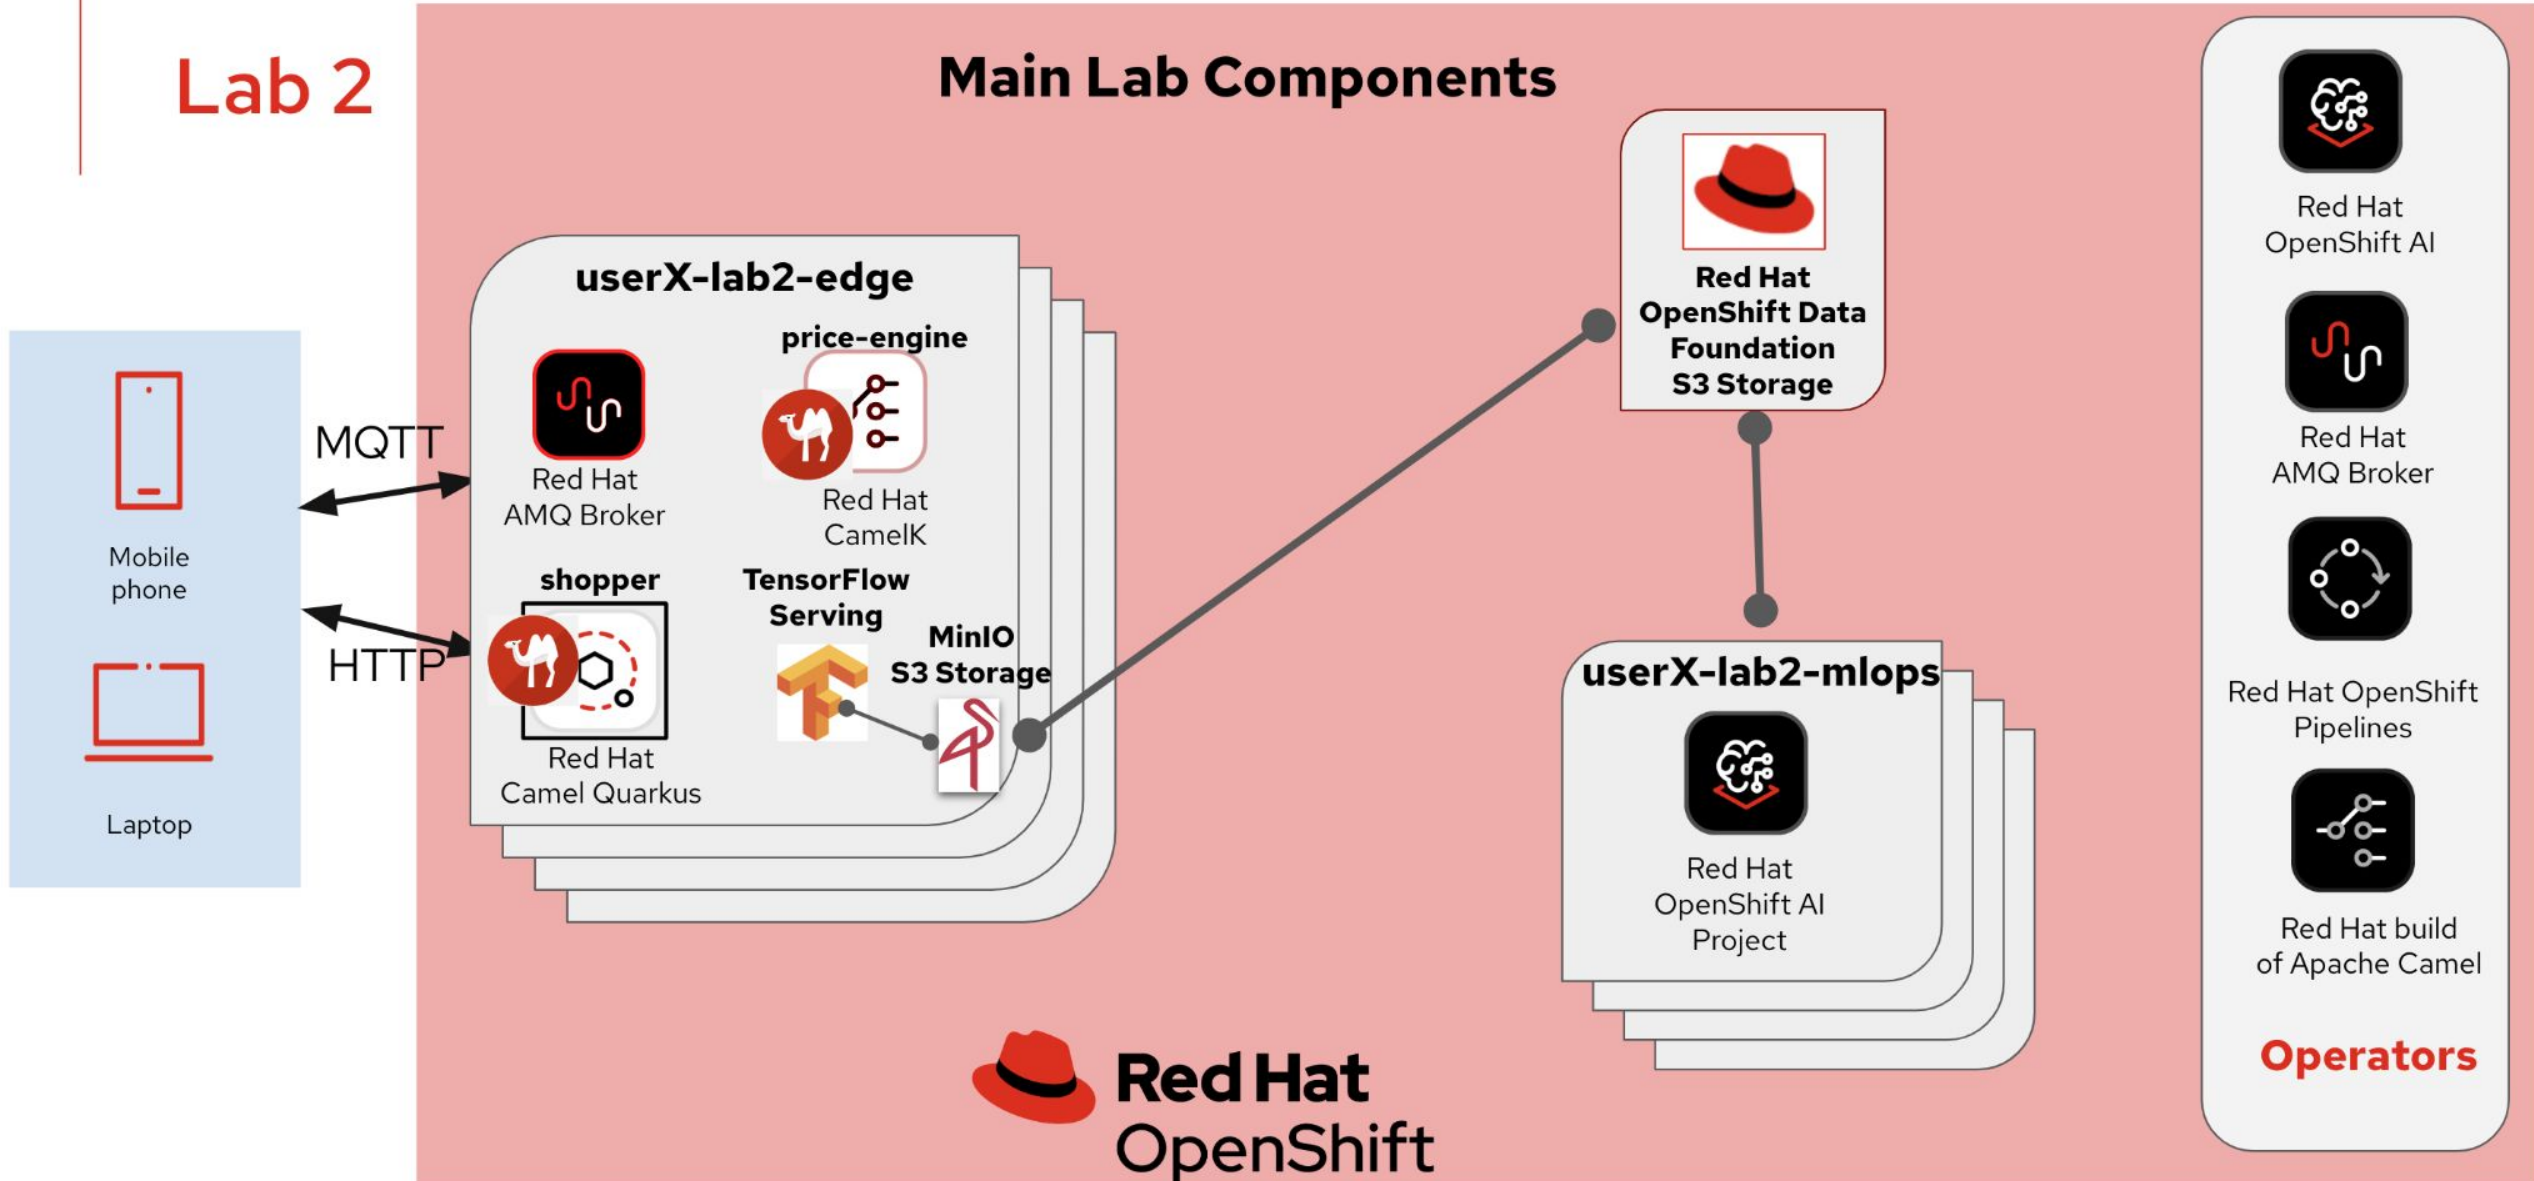 Lab 2
Main Lab Components
Mobile
phone
Laptop
MQTT
HTTP
userX-lab2-edge
Red Hat
AMQ Broker
price-engine
Red Hat
CamelK
shopper
Red Hat
Camel Quarkus
TensorFlow
Serving
MinIO
S3 Storage
Red Hat
OpenShift Data
Foundation
S3 Storage
userX-lab2-mlops
Red Hat
OpenShift AI
Project
Red Hat
OpenShift
Red Hat
OpenShift AI
Red Hat
AMQ Broker
Red Hat OpenShift
Pipelines
Red Hat build
of Apache Camel
Operators